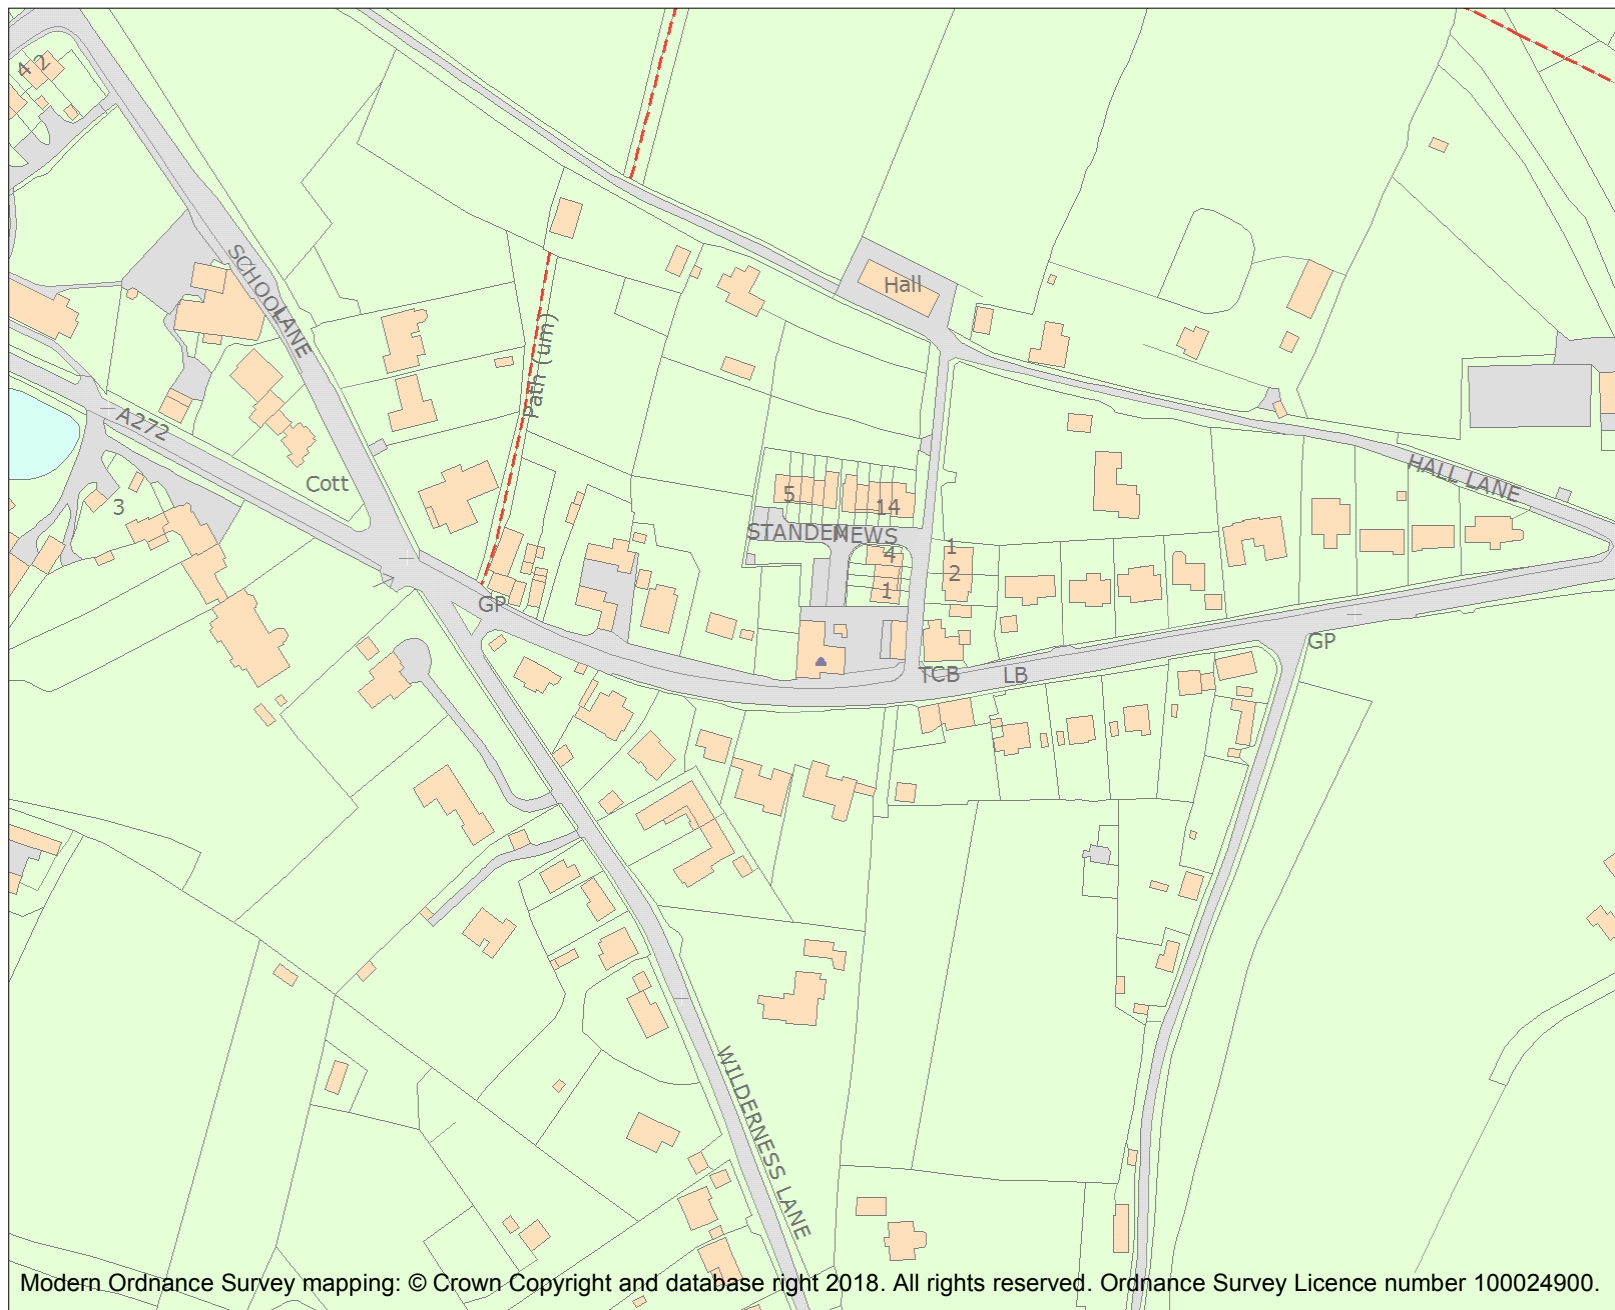 4 2
SCHOOL LANE
Hall
Path (um)
A272
Cott
3
HALL LANE
5
14
STANDEN MEWS
4
1
1
2
GP
GP
TCB
LB
WILDERNESS LANE
Modern Ordnance Survey mapping: © Crown Copyright and database right 2018. All rights reserved. Ordnance Survey Licence number 100024900.